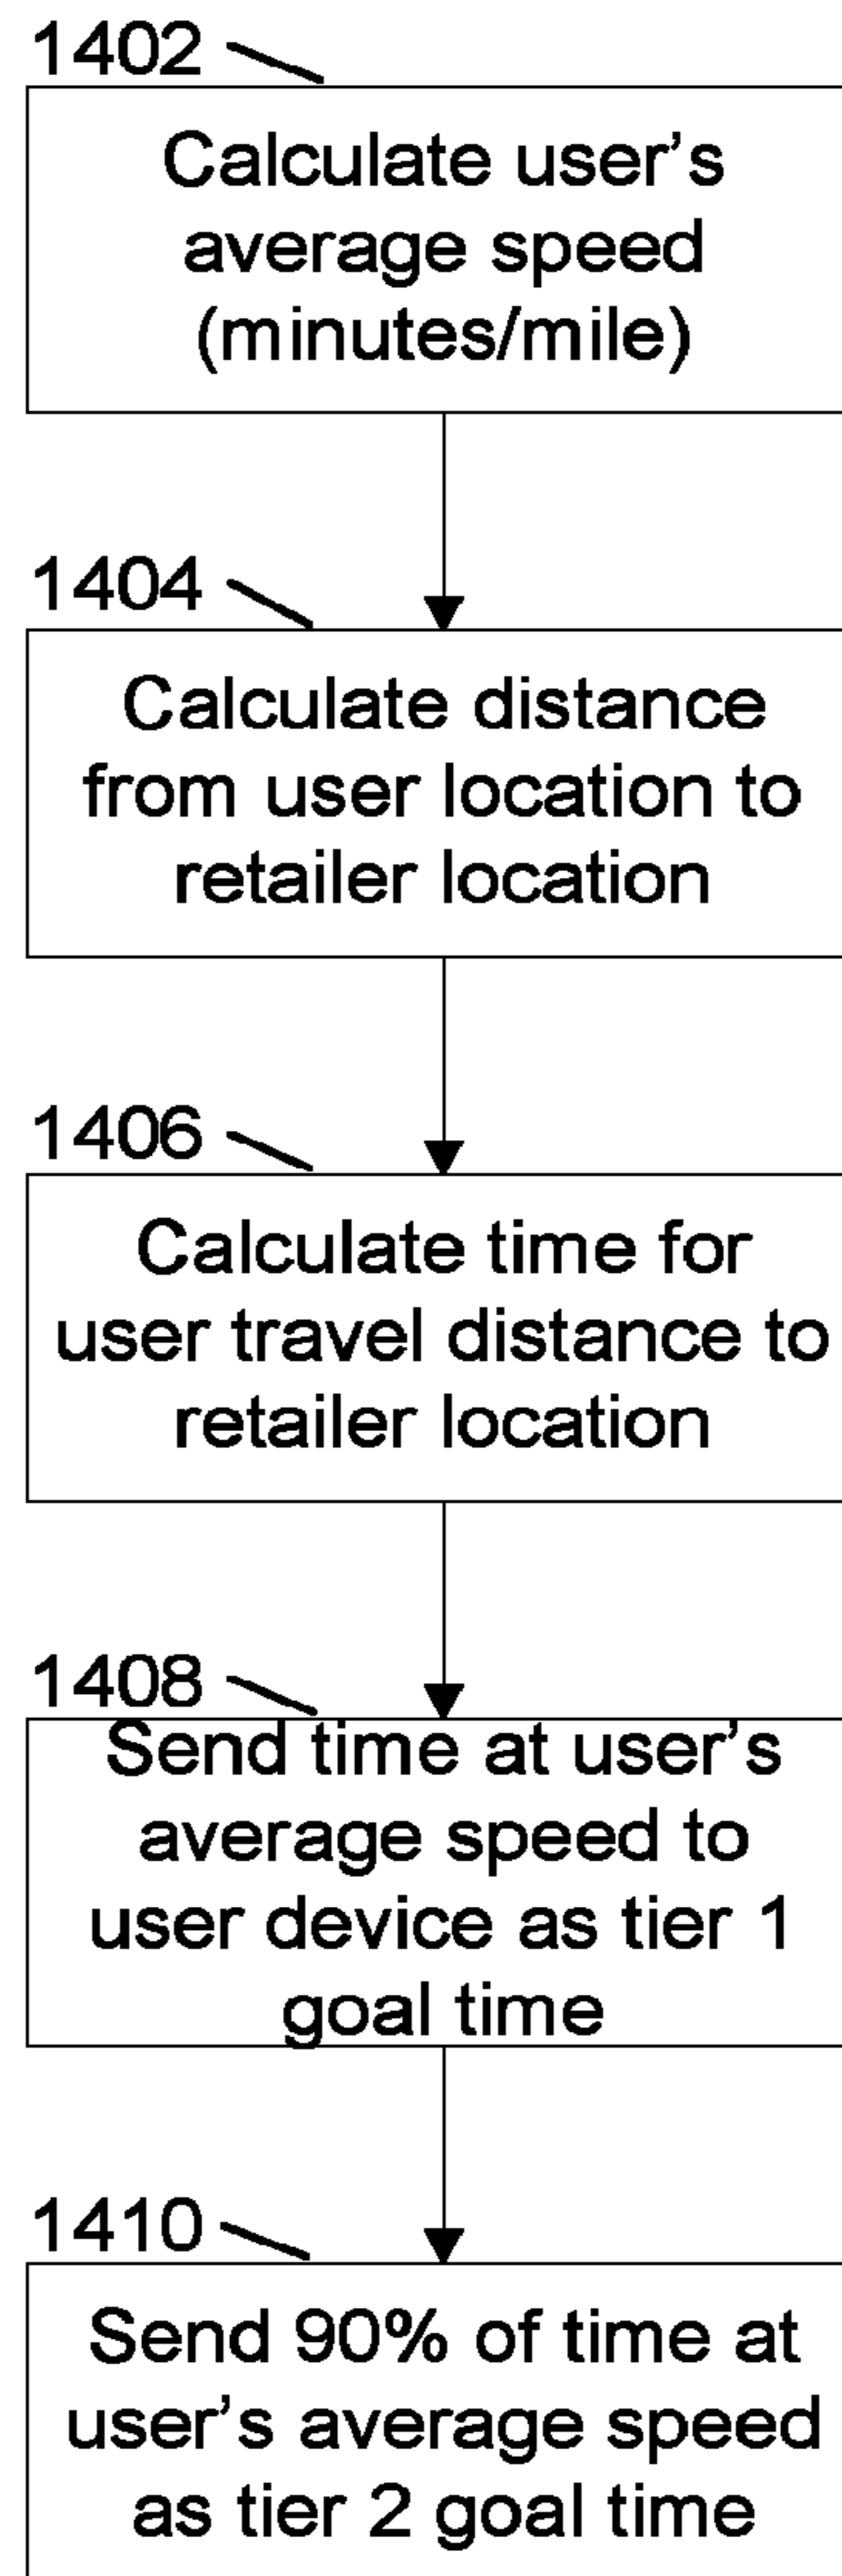 1402
Calculate user's
average speed
(minutes/mile)
1404
Calculate distance
from user location to
retailer location
1406
Calculate time for
user travel distance to
retailer location
1408
Send time at user's
average speed to
user device as tier 1
goal time
1410
Send 90% of time at
user's average speed
as tier 2 goal time